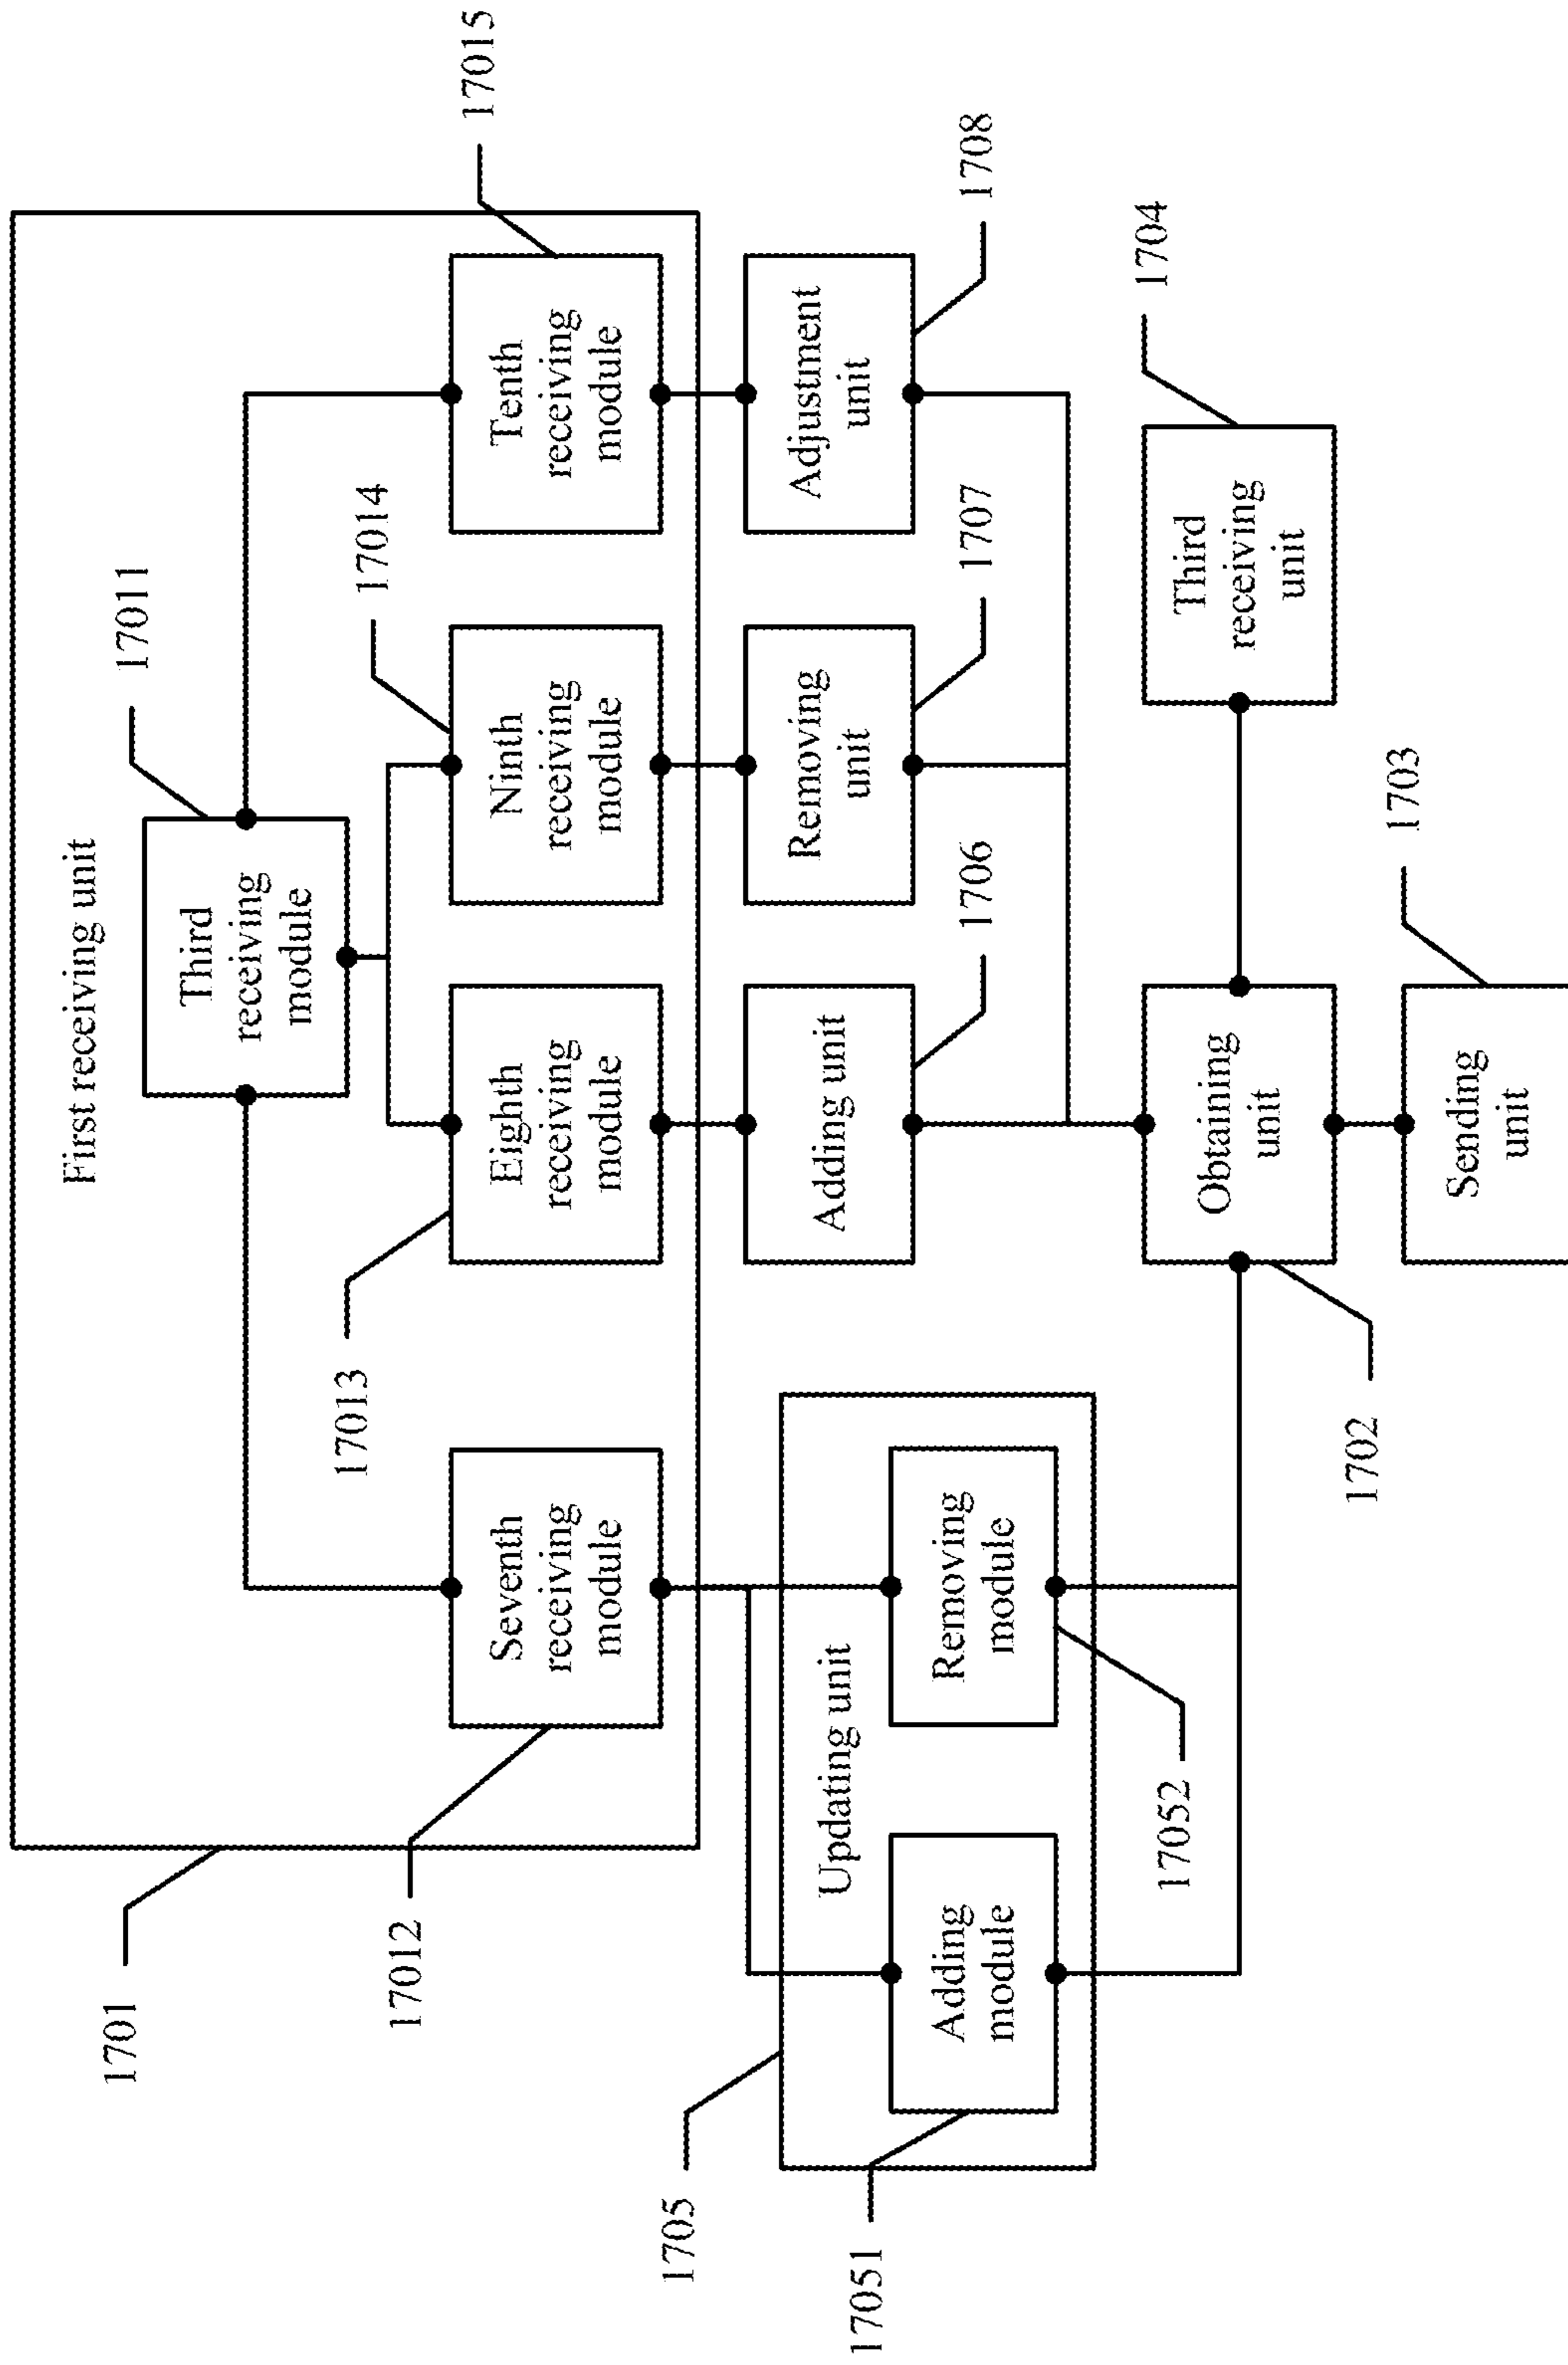 First receiving unit
1701
17011
Third
receiving
module
17012
Seventh
receiving
module
17013
Eighth
receiving
module
17014
Ninth
receiving
module
17015
Tenth
receiving
module
1705
Updating unit
17051
Adding
module
17052
Removing
module
Adding unit
1706
Removing
unit
1707
Adjustment
unit
1708
Obtaining
unit
1702
Third
receiving
unit
1704
Sending
unit
1703